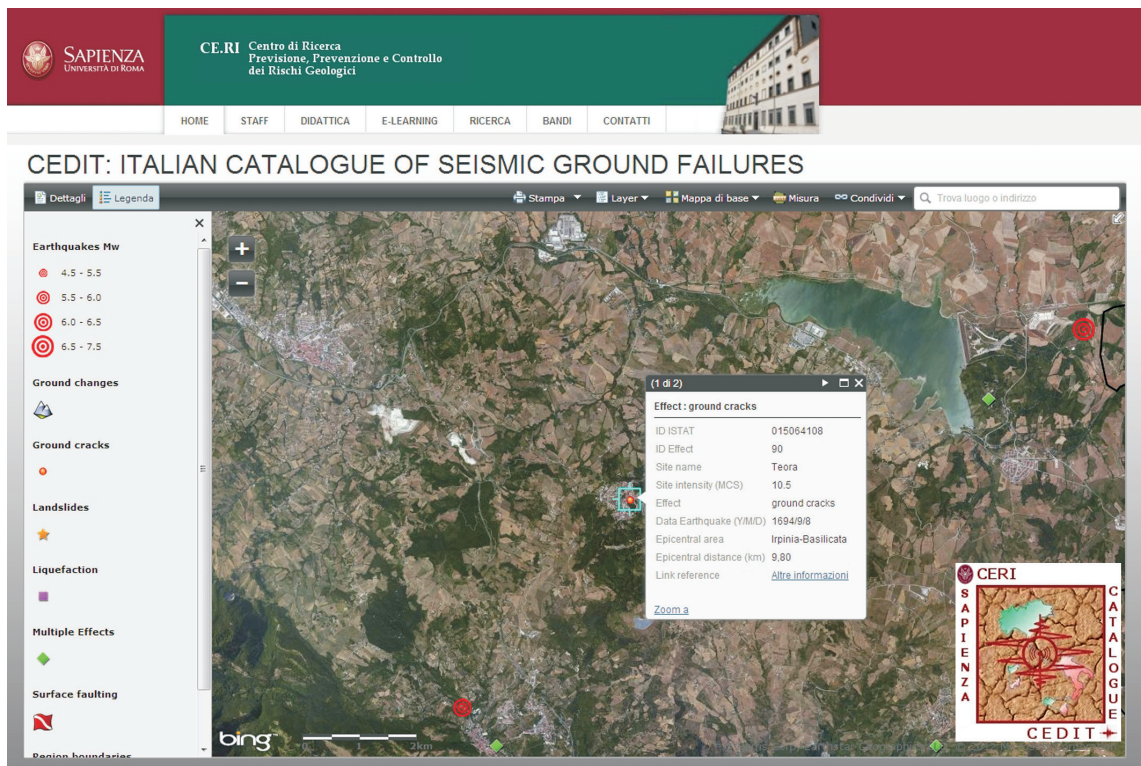 SAPIENZA
UNIVERSITÀ DI ROMA
CE.RI Centro di Ricerca
Previsione, Prevenzione e Controllo
dei Rischi Geologici
HOME STAFF DIDATTICA E-LEARNING RICERCA BANDI CONTATTI
CEDIT: ITALIAN CATALOGUE OF SEISMIC GROUND FAILURES
Dettagli Legenda Stampa Layer Mappa di base Misura Condividi Trova luogo o indirizzo
Earthquakes Mw
4.5 - 5.5
5.5 - 6.0
6.0 - 6.5
6.5 - 7.5
Ground changes
Ground cracks
Landslides
Liquefaction
Multiple Effects
Surface faulting
Region boundaries
(1 di 2)
Effect : ground cracks
ID ISTAT 015064108
ID Effect 90
Site name Teora
Site intensity (MCS) 10.5
Effect ground cracks
Data Earthquake (Y/M/D) 1694/9/8
Epicentral area Irpinia-Basilicata
Epicentral distance (km) 9,80
Link reference Altre informazioni
Zoom a
bing
0 1 2km
CERI
SAPIENZA
CATALOGUE
CEDIT